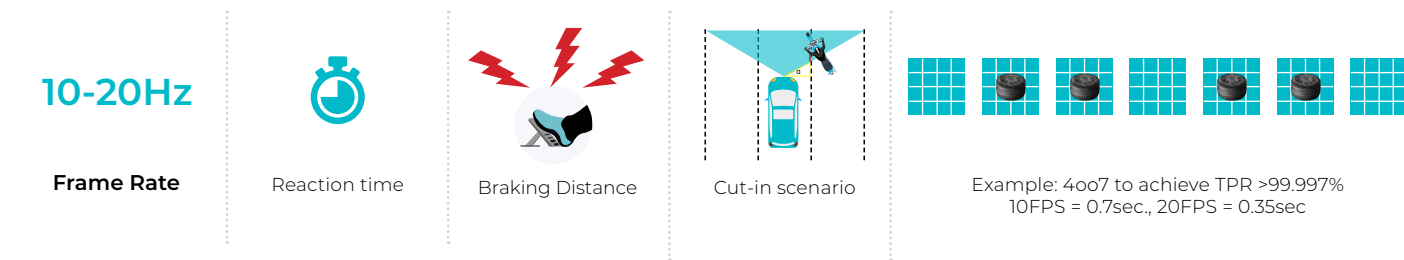 10-20Hz
Frame Rate
Reaction time
Braking Distance
Cut-in scenario
Example: 4oo7 to achieve TPR >99.997%
10FPS = 0.7sec., 20FPS = 0.35sec